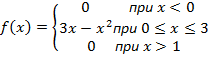 0 при x < 0
f(x) = { 3x − x² при 0 ≤ x ≤ 3
0 при x > 1